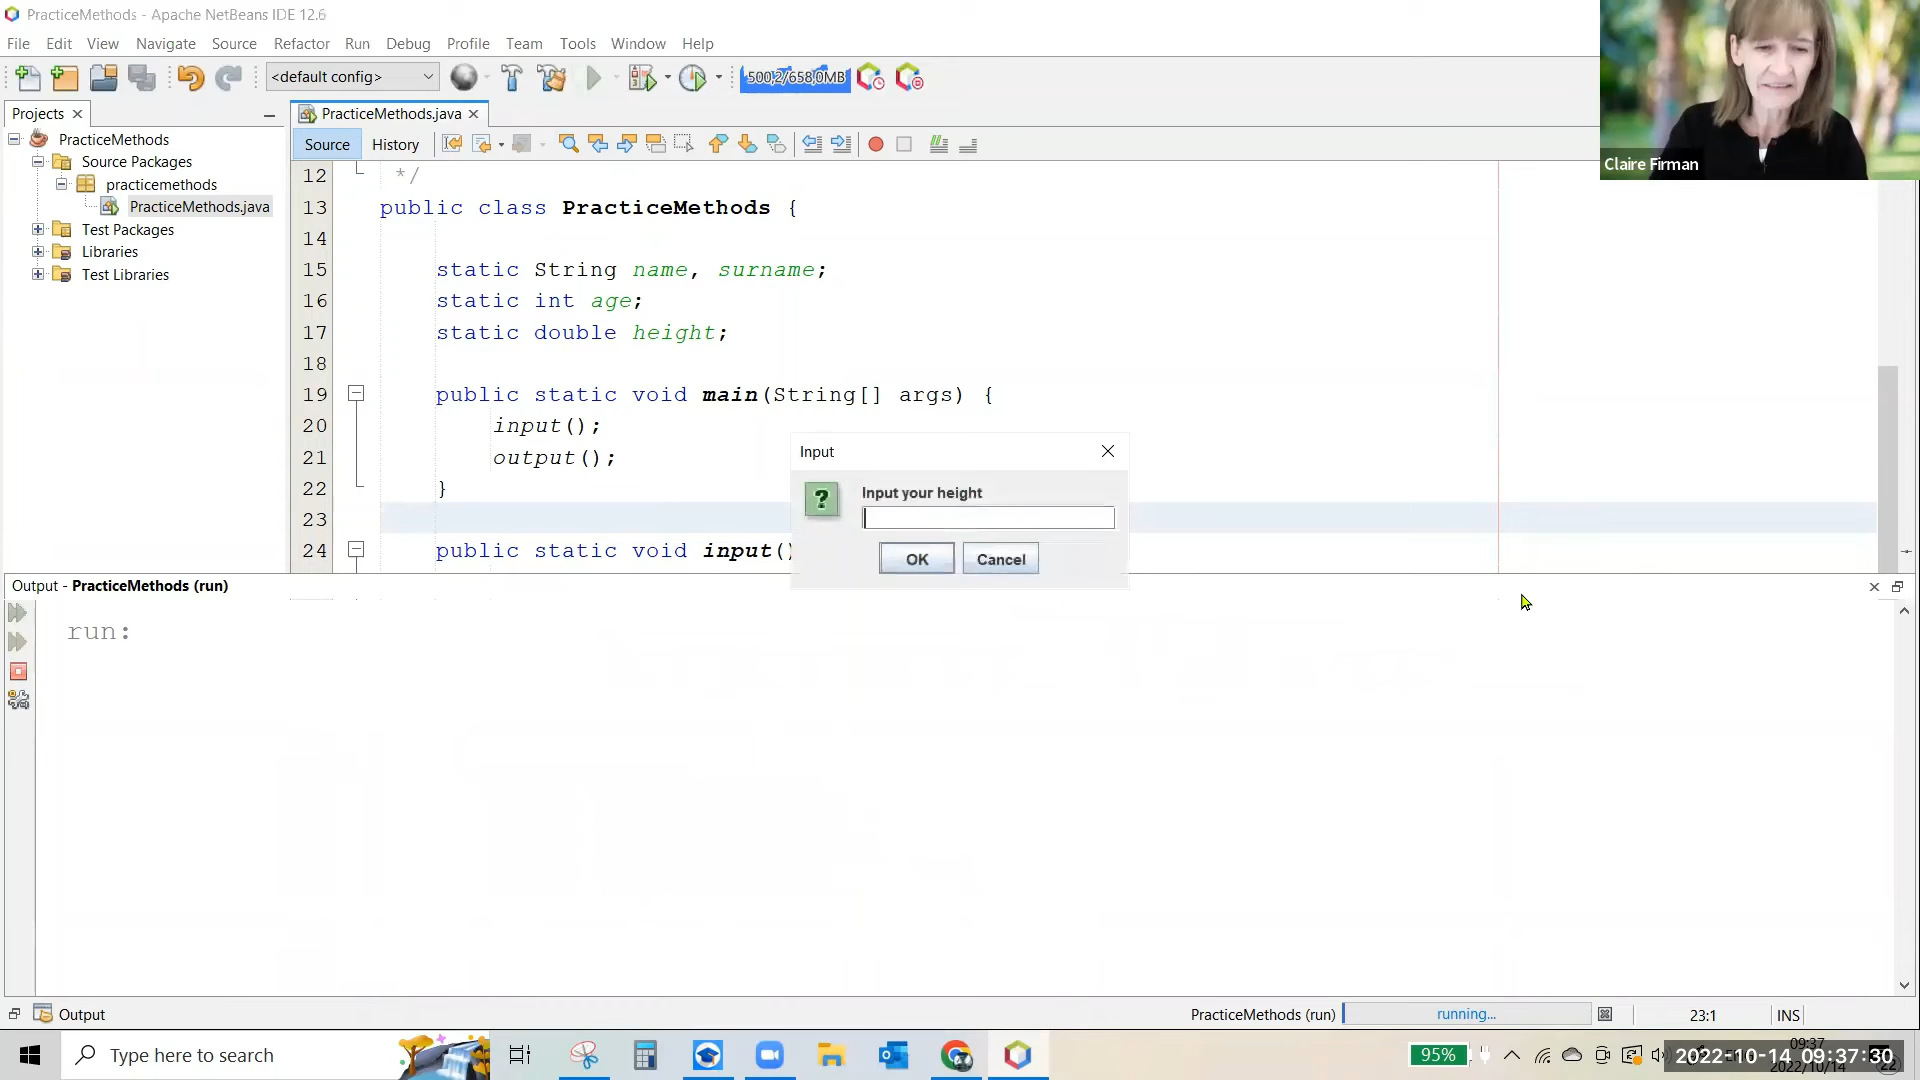 PracticeMethods - Apache NetBeans IDE 12.6
File Edit View Navigate Source Refactor Run Debug Profile Team Tools Window Help
<default config>
500,2/658,0MB
Projects
PracticeMethods.java
PracticeMethods
Source Packages
practicemethods
PracticeMethods.java
Test Packages
Libraries
Test Libraries
Source History
Claire Firman
12 */
13 public class PracticeMethods {
14
15 static String name, surname;
16 static int age;
17 static double height;
18
19 public static void main(String[] args) {
20 input();
21 output();
22 }
23
24 public static void input()
Input
?
Input your height
OK Cancel
Output - PracticeMethods (run)
run:
Output
PracticeMethods (run) running... 23:1 INS
Type here to search
95%
09:37
2022-10-14 09:37:30
2022/10/14
22